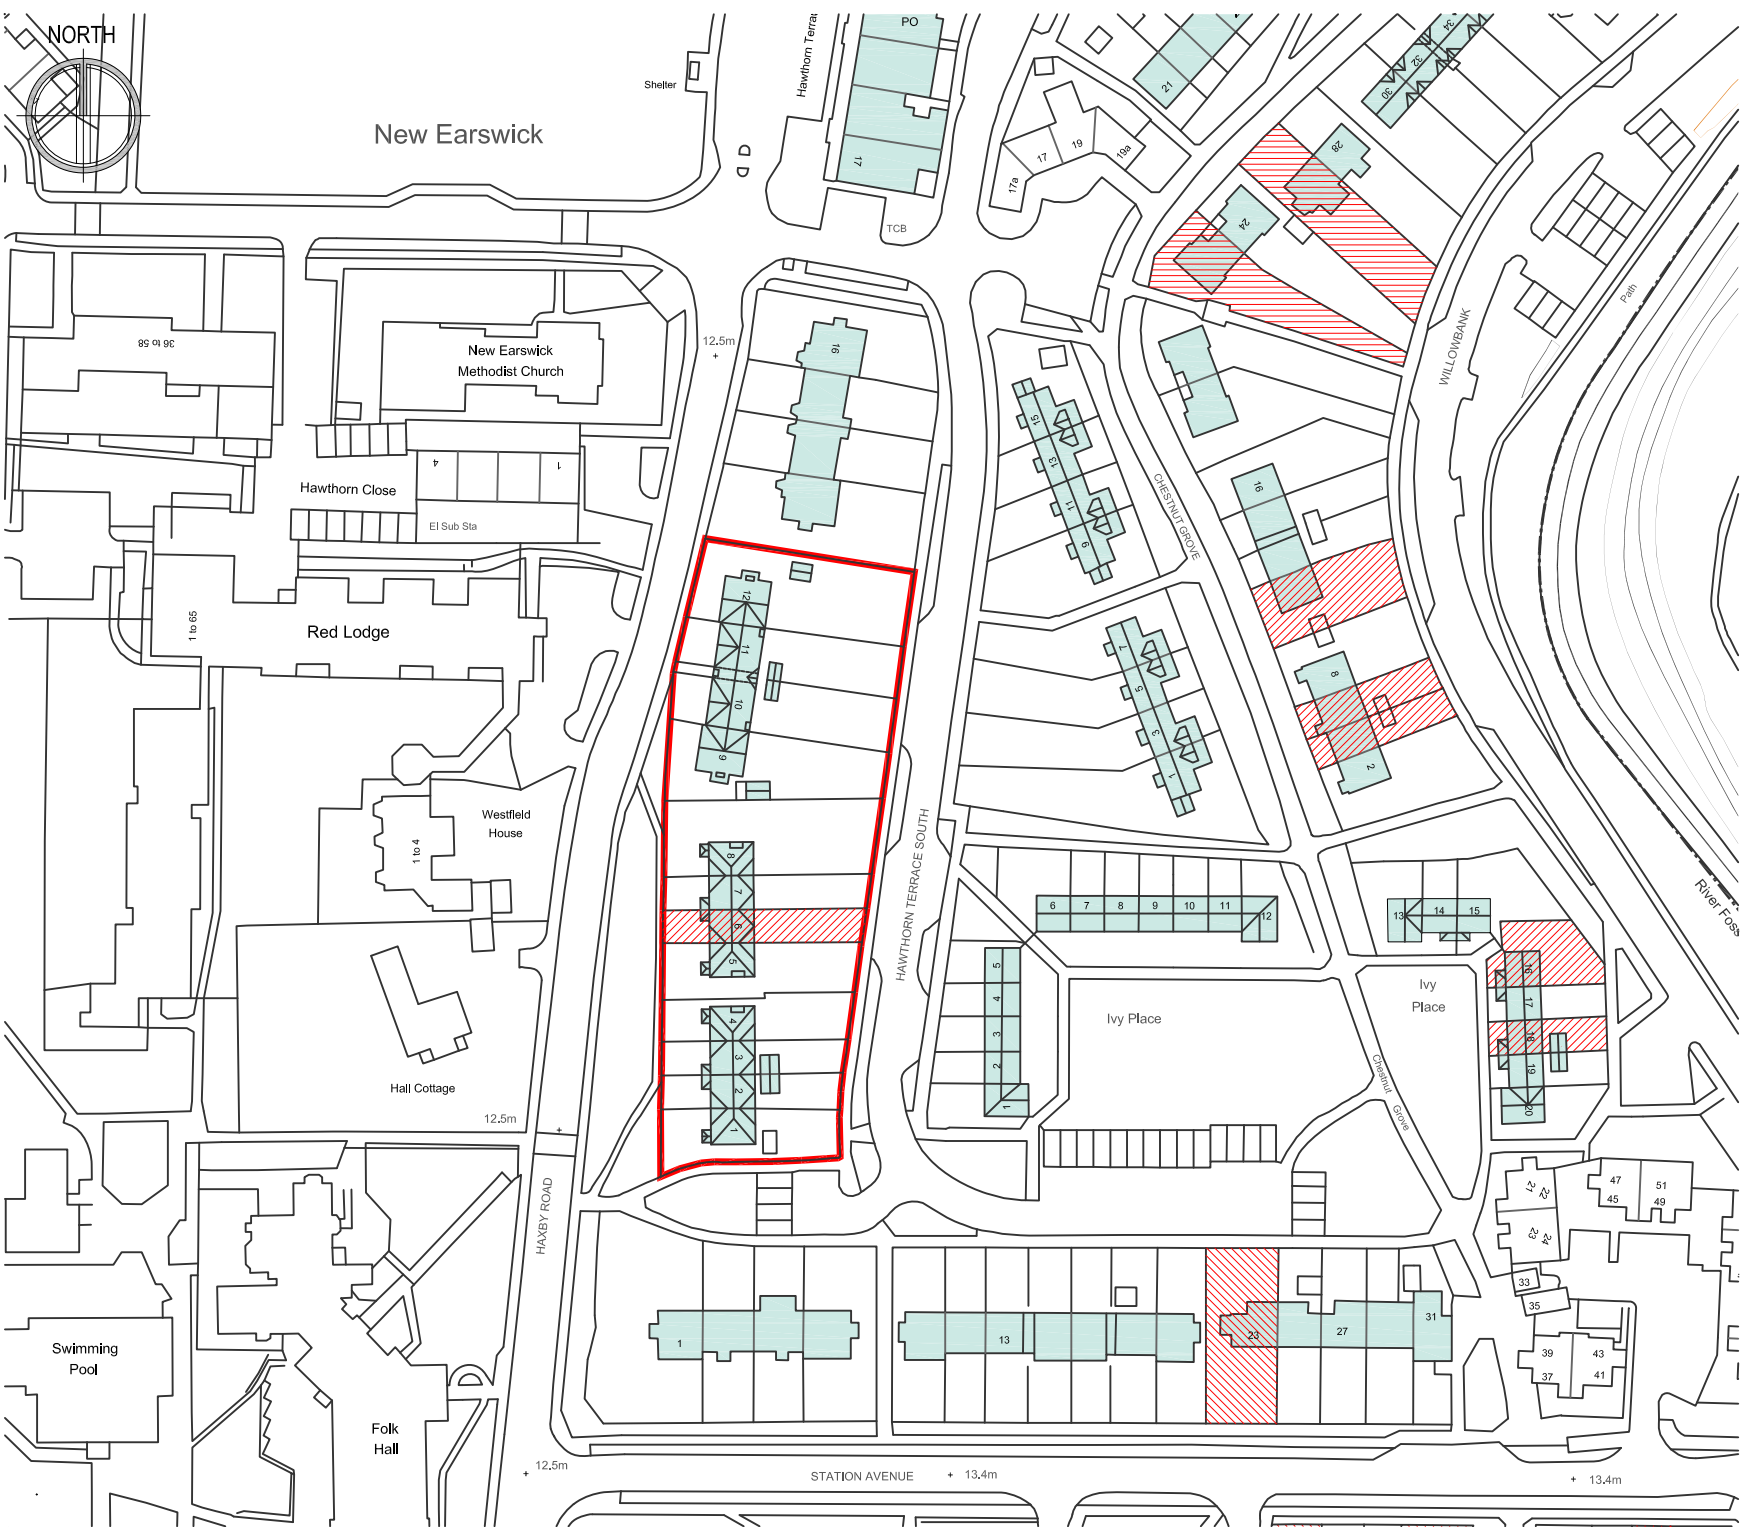 NORTH
New Earswick
Shelter
Hawthorn Terrac
PO
17
TCB
21
17a
17
19
19a
30
32
34
28
24
Path
WILLOWBANK
36 to 58
New Earswick
Methodist Church
12.5m
16
4
1
Hawthorn Close
El Sub Sta
15
13
11
9
CHESTNUT GROVE
16
1 to 65
Red Lodge
12
11
10
9
7
5
3
1
8
2
Westfield
House
1 to 4
HAWTHORN TERRACE SOUTH
8
7
6
5
6
7
8
9
10
11
12
13
14
15
River Foss
5
4
3
2
1
Ivy Place
Ivy
Place
16
17
18
19
20
Hall Cottage
12.5m
4
3
2
1
Chestnut Grove
HAXBY ROAD
21
22
23
24
47
45
51
49
33
35
39
37
43
41
1
13
23
27
31
Swimming
Pool
Folk
Hall
12.5m
STATION AVENUE
13.4m
13.4m